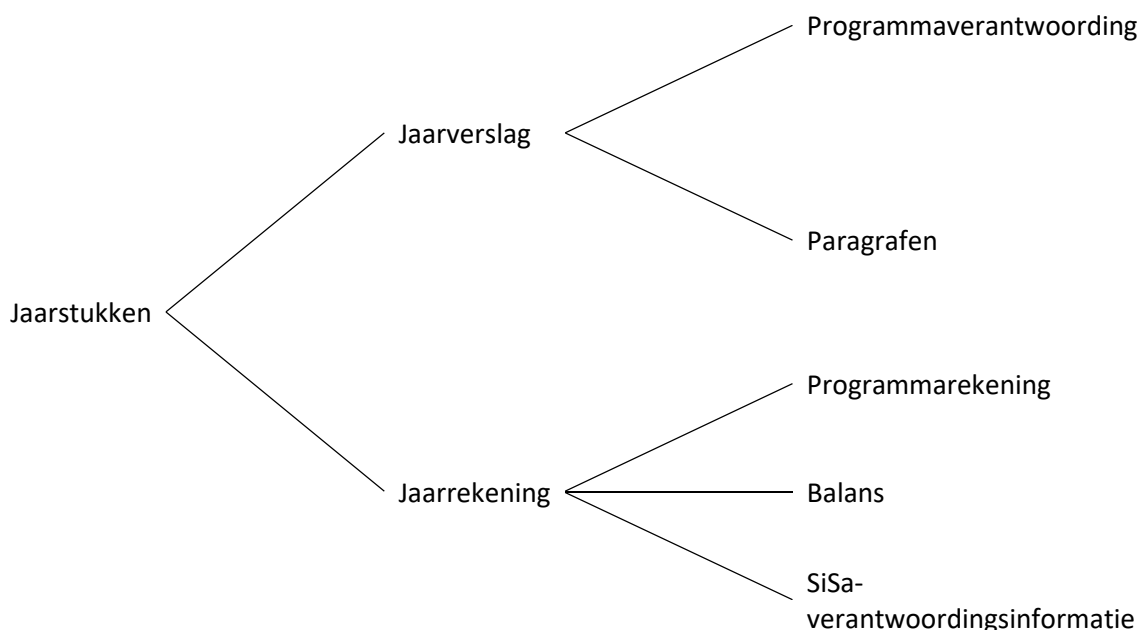 Programmaverantwoording
Jaarverslag
Paragrafen
Jaarstukken
Programmarekening
Jaarrekening
Balans
SiSa-
verantwoordingsinformatie